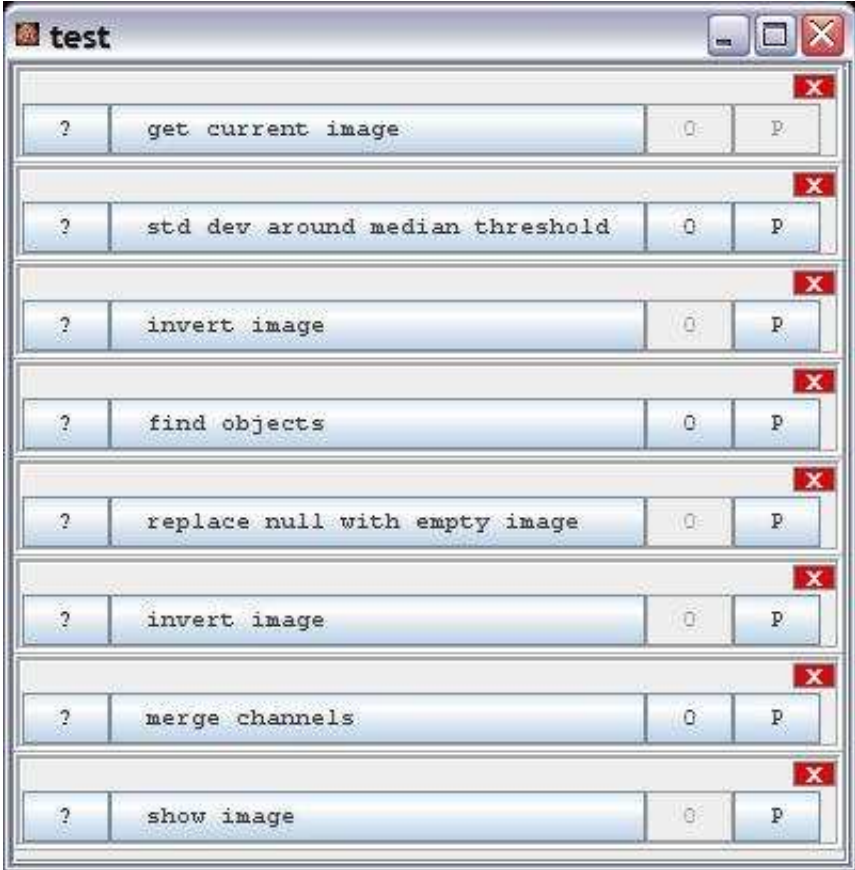 test
X
? get current image O P
X
? std dev around median threshold O P
X
? invert image O P
X
? find objects O P
X
? replace null with empty image O P
X
? invert image O P
X
? merge channels O P
X
? show image O P